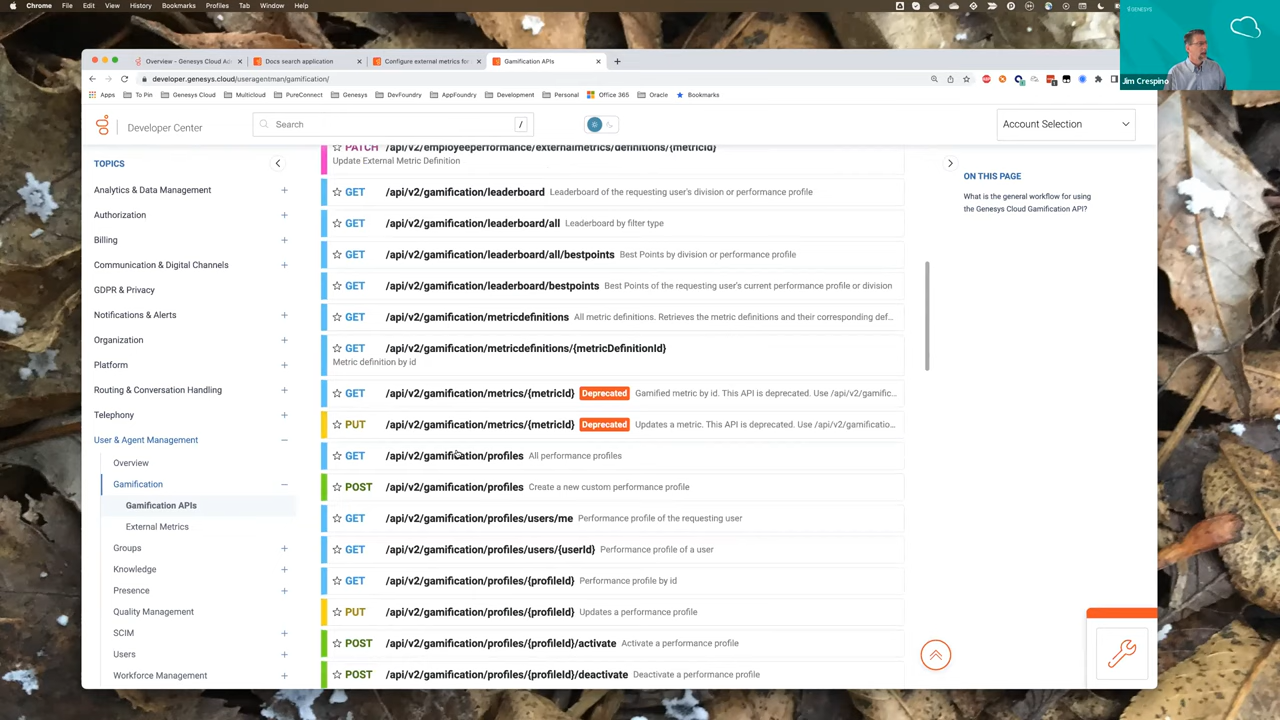 Chrome File Edit View History Bookmarks Profiles Tab Window Help
GENESYS
Jim Crespino
Overview – Genesys Cloud Ad
Docs search application
Configure external metrics for
Gamification APIs
developer.genesys.cloud/useragentman/gamification/
Apps To Pin Genesys Cloud Multicloud PureConnect Genesys DevFoundry AppFoundry Development Personal Office 365 Oracle Bookmarks
Developer Center
Search /
Account Selection
TOPICS
Analytics & Data Management
Authorization
Billing
Communication & Digital Channels
GDPR & Privacy
Notifications & Alerts
Organization
Platform
Routing & Conversation Handling
Telephony
User & Agent Management
Overview
Gamification
Gamification APIs
External Metrics
Groups
Knowledge
Presence
Quality Management
SCIM
Users
Workforce Management
PATCH /api/v2/employeeperformance/externalmetrics/definitions/{metricId}
Update External Metric Definition
GET /api/v2/gamification/leaderboard Leaderboard of the requesting user's division or performance profile
GET /api/v2/gamification/leaderboard/all Leaderboard by filter type
GET /api/v2/gamification/leaderboard/all/bestpoints Best Points by division or performance profile
GET /api/v2/gamification/leaderboard/bestpoints Best Points of the requesting user's current performance profile or division
GET /api/v2/gamification/metricdefinitions All metric definitions. Retrieves the metric definitions and their corresponding def...
GET /api/v2/gamification/metricdefinitions/{metricDefinitionId}
Metric definition by id
GET /api/v2/gamification/metrics/{metricId} Deprecated Gamified metric by id. This API is deprecated. Use /api/v2/gamific...
PUT /api/v2/gamification/metrics/{metricId} Deprecated Updates a metric. This API is deprecated. Use /api/v2/gamificatio...
GET /api/v2/gamification/profiles All performance profiles
POST /api/v2/gamification/profiles Create a new custom performance profile
GET /api/v2/gamification/profiles/users/me Performance profile of the requesting user
GET /api/v2/gamification/profiles/users/{userId} Performance profile of a user
GET /api/v2/gamification/profiles/{profileId} Performance profile by id
PUT /api/v2/gamification/profiles/{profileId} Updates a performance profile
POST /api/v2/gamification/profiles/{profileId}/activate Activate a performance profile
POST /api/v2/gamification/profiles/{profileId}/deactivate Deactivate a performance profile
ON THIS PAGE
What is the general workflow for using
the Genesys Cloud Gamification API?